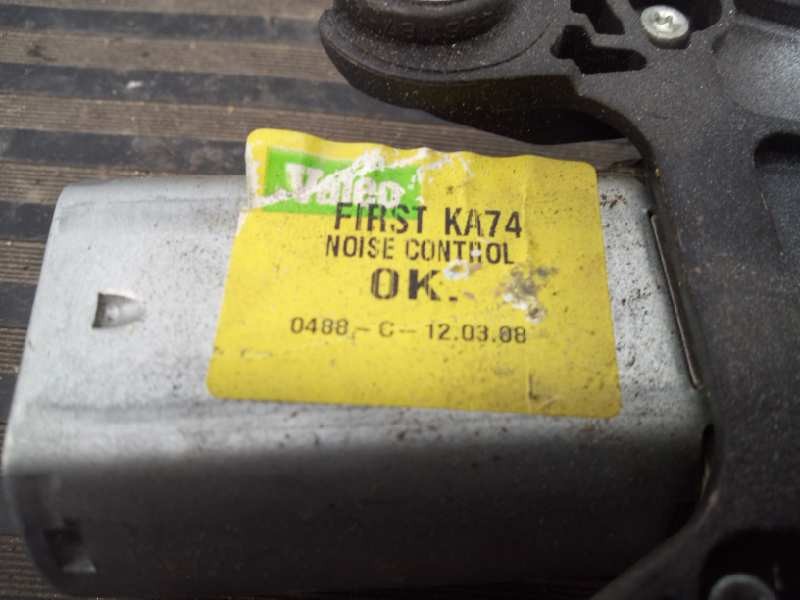 Valeo
FIRST KA74
NOISE CONTROL
OK.
0488 - C - 12.03.08